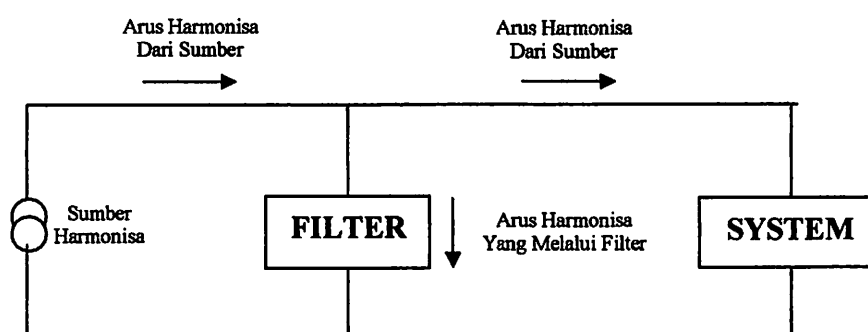 Arus Harmonisa
Dari Sumber
Arus Harmonisa
Dari Sumber
Sumber
Harmonisa
FILTER
Arus Harmonisa
Yang Melalui Filter
SYSTEM